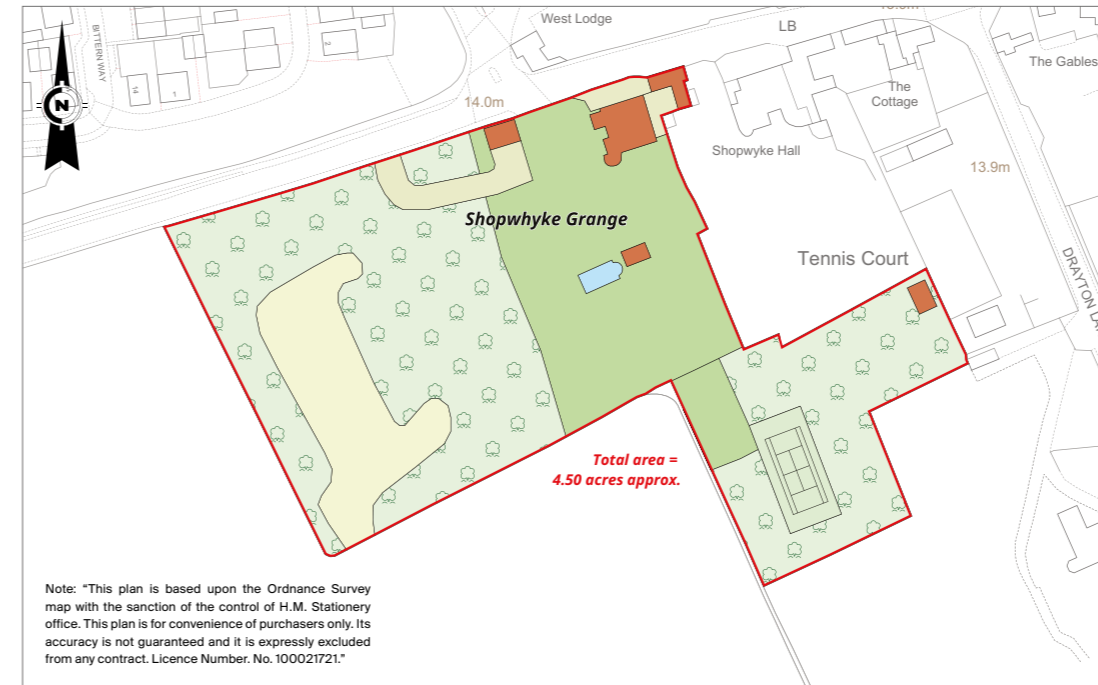 West Lodge
LB
The Gables
BITTERN WAY
2
14
1
N
14.0m
The
Cottage
Shopwyke Hall
13.9m
Shopwhyke Grange
Tennis Court
DRAYTON LA
Total area =
4.50 acres approx.
Note: “This plan is based upon the Ordnance Survey
map with the sanction of the control of H.M. Stationery
office. This plan is for convenience of purchasers only. Its
accuracy is not guaranteed and it is expressly excluded
from any contract. Licence Number. No. 100021721.”